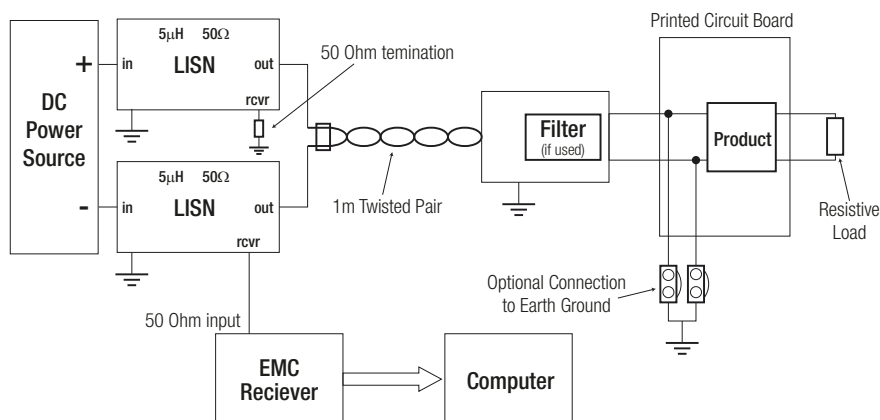 Printed Circuit Board
5µH 50Ω
LISN
in
out
rcvr
50 Ohm temination
+
DC
Power
Source
-
Filter
(if used)
Product
5µH 50Ω
LISN
in
out
rcvr
1m Twisted Pair
Resistive
Load
Optional Connection
to Earth Ground
50 Ohm input
EMC
Reciever
Computer